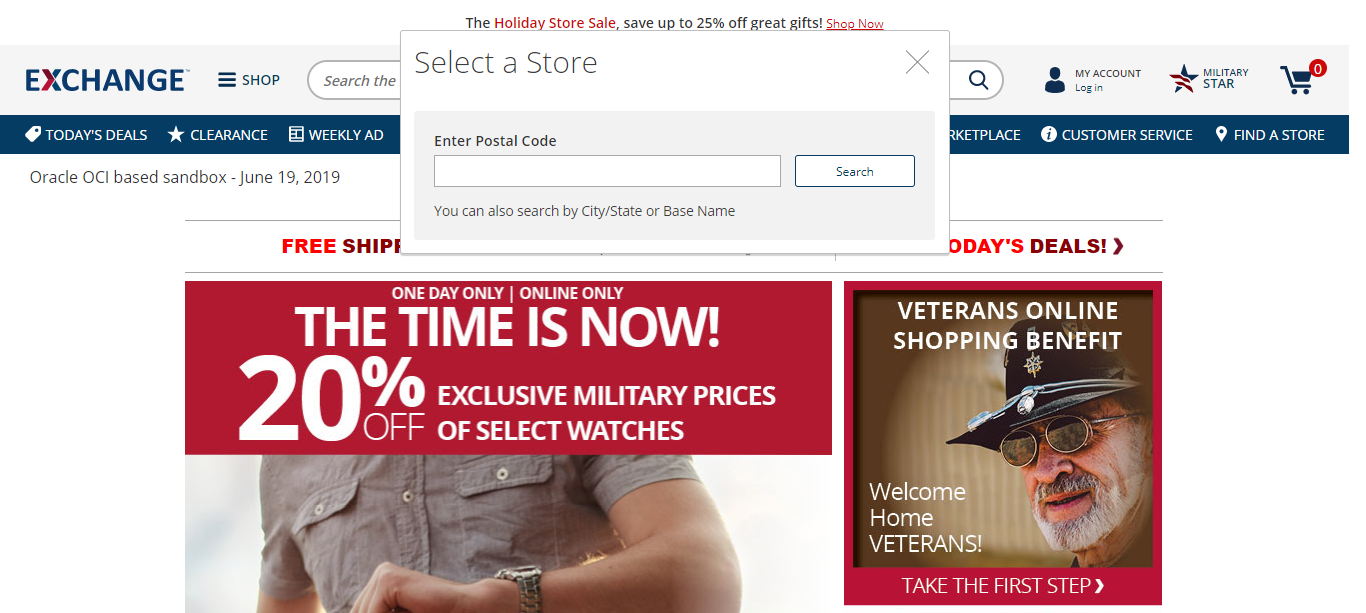 The Holiday Store Sale, save up to 25% off great gifts! Shop Now
Select a Store
EXCHANGE™
SHOP
Search the
MY ACCOUNT
Log in
MILITARY
STAR
0
TODAY'S DEALS
CLEARANCE
WEEKLY AD
RKETPLACE
CUSTOMER SERVICE
FIND A STORE
Enter Postal Code
Search
You can also search by City/State or Base Name
Oracle OCI based sandbox - June 19, 2019
FREE SHIPP
ODAY'S DEALS! ❯
ONE DAY ONLY | ONLINE ONLY
THE TIME IS NOW!
20% OFF
EXCLUSIVE MILITARY PRICES
OF SELECT WATCHES
VETERANS ONLINE
SHOPPING BENEFIT
Welcome
Home
VETERANS!
TAKE THE FIRST STEP ❯